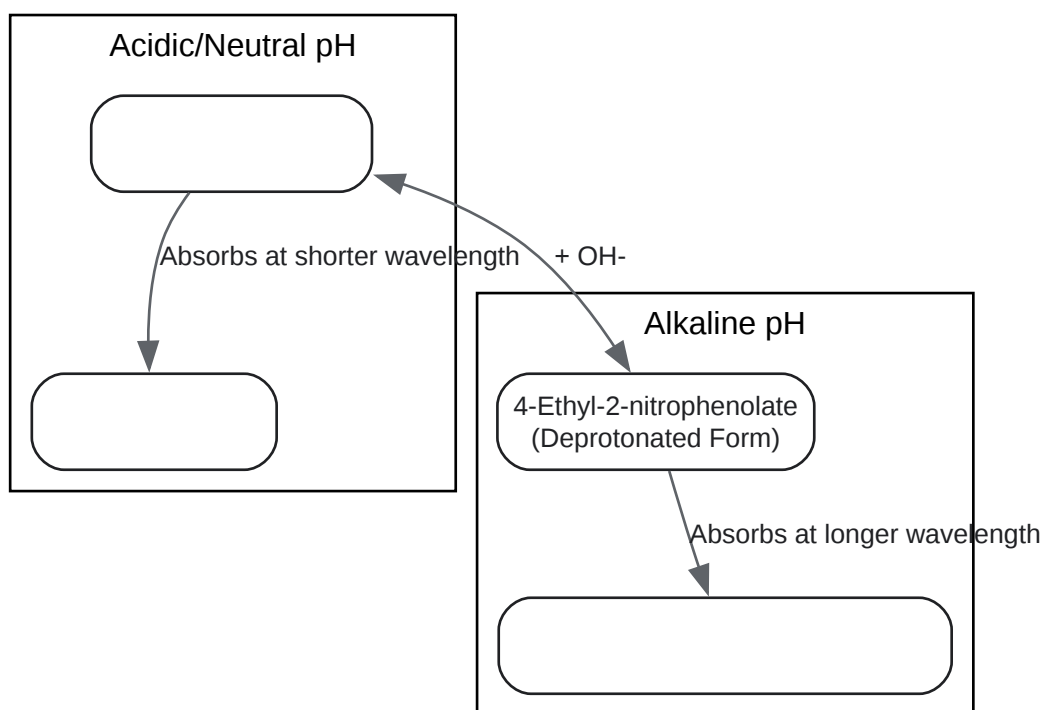 Acidic/Neutral pH
Absorbs at shorter wavelength
+ OH-
Alkaline pH
4-Ethyl-2-nitrophenolate
(Deprotonated Form)
Absorbs at longer wavelength